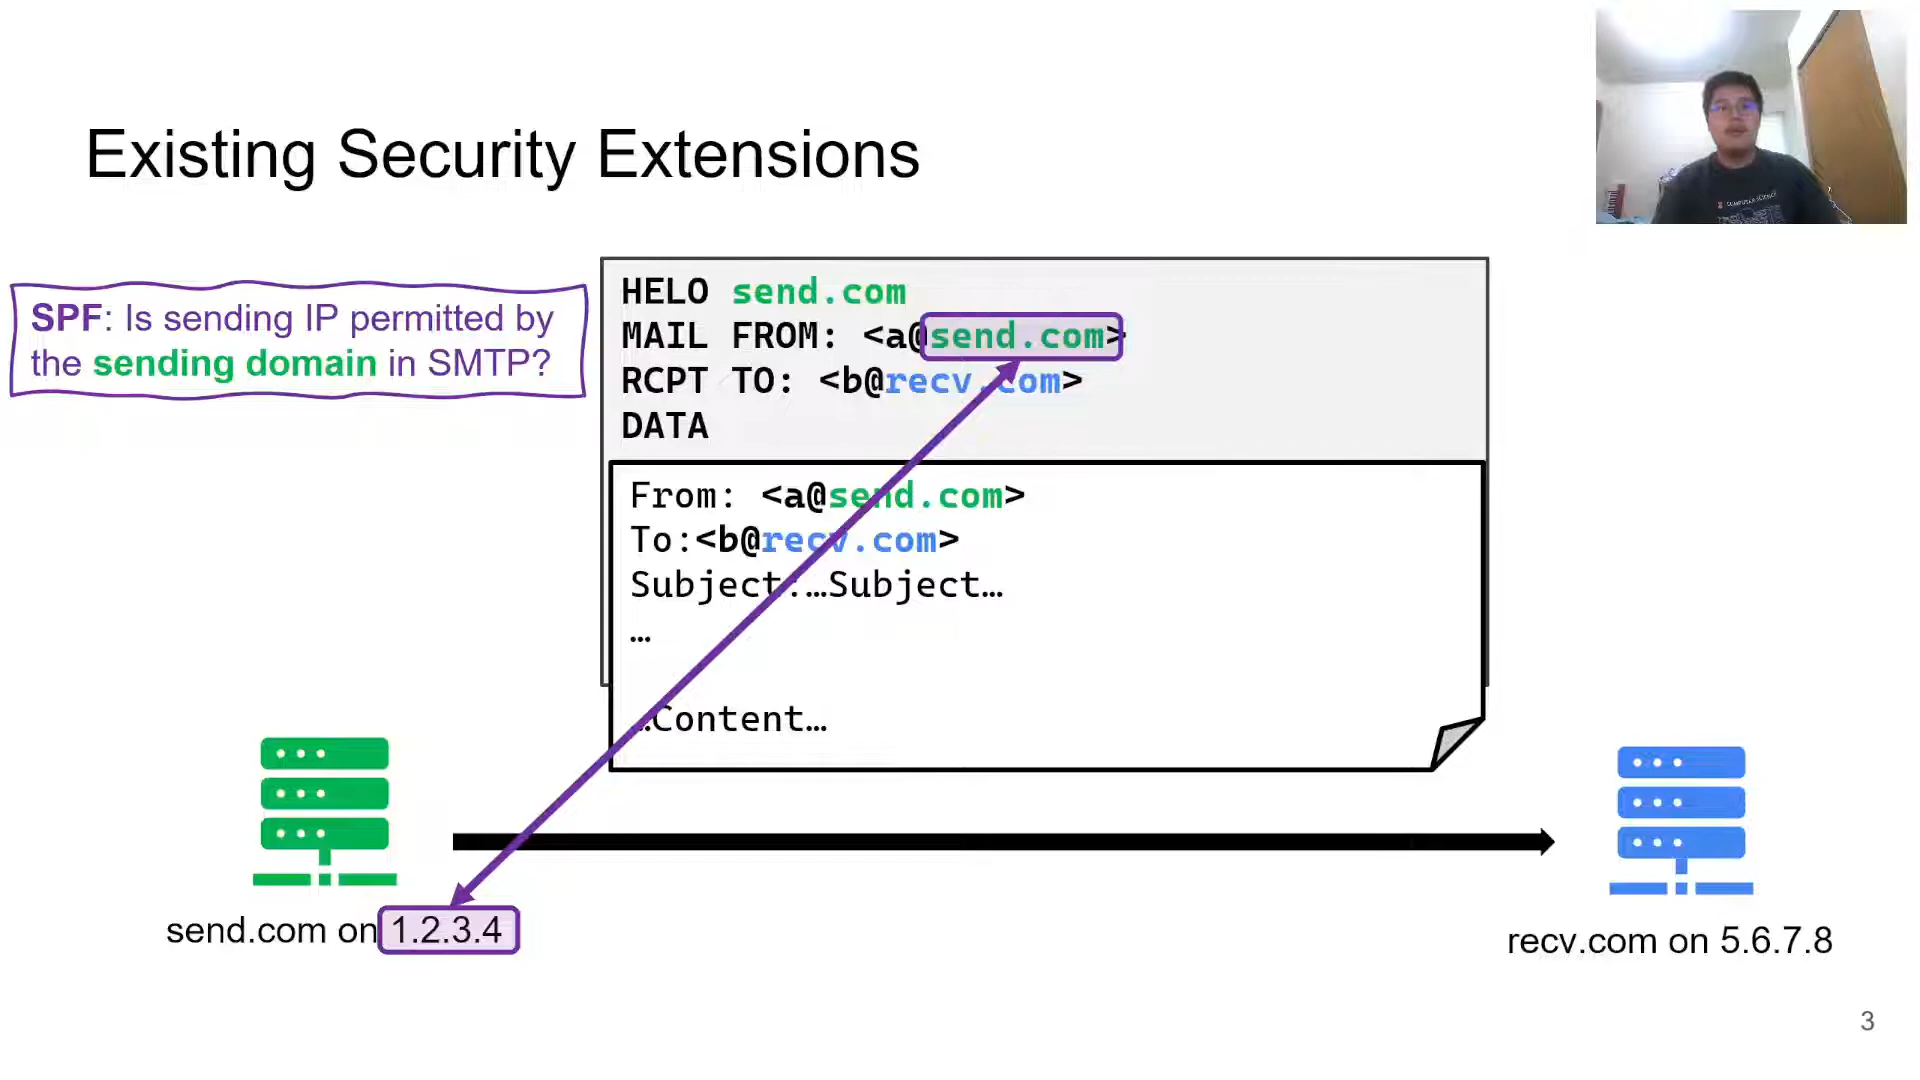 Existing Security Extensions
SPF: Is sending IP permitted by
the sending domain in SMTP?
HELO send.com
MAIL FROM: <a@send.com>
RCPT TO: <b@recv.com>
DATA
From: <a@send.com>
To:<b@recv.com>
Subject:…Subject…
…
…Content…
send.com on 1.2.3.4
recv.com on 5.6.7.8
3
COMPUTER SCIENCE